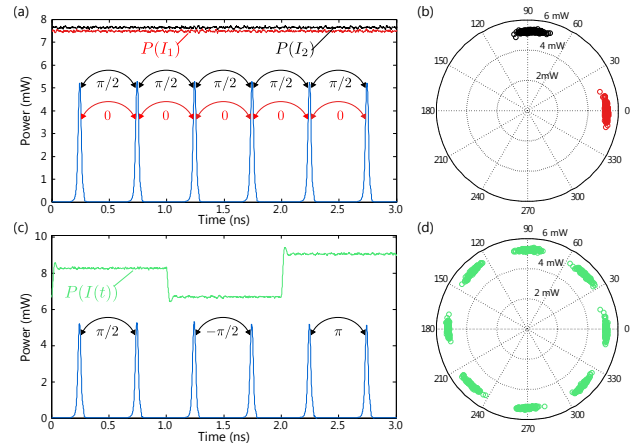 (a)
8
7
6
5
4
3
2
1
0
Power (mW)
P(I₁) P(I₂)
π/2 π/2 π/2 π/2 π/2
0 0 0 0 0
0 0.5 1.0 1.5 2.0 2.5 3.0
Time (ns)
(b)
90
6 mW
120 60
4 mW
150 30
2mW
180 0
210 330
240 300
270
(c)
10
8
6
4
2
0
Power (mW)
P(I(t))
π/2 −π/2 π
0 0.5 1.0 1.5 2.0 2.5 3.0
Time (ns)
(d)
90
6 mW
120 60
4 mW
150 30
2 mW
180 0
210 330
240 300
270